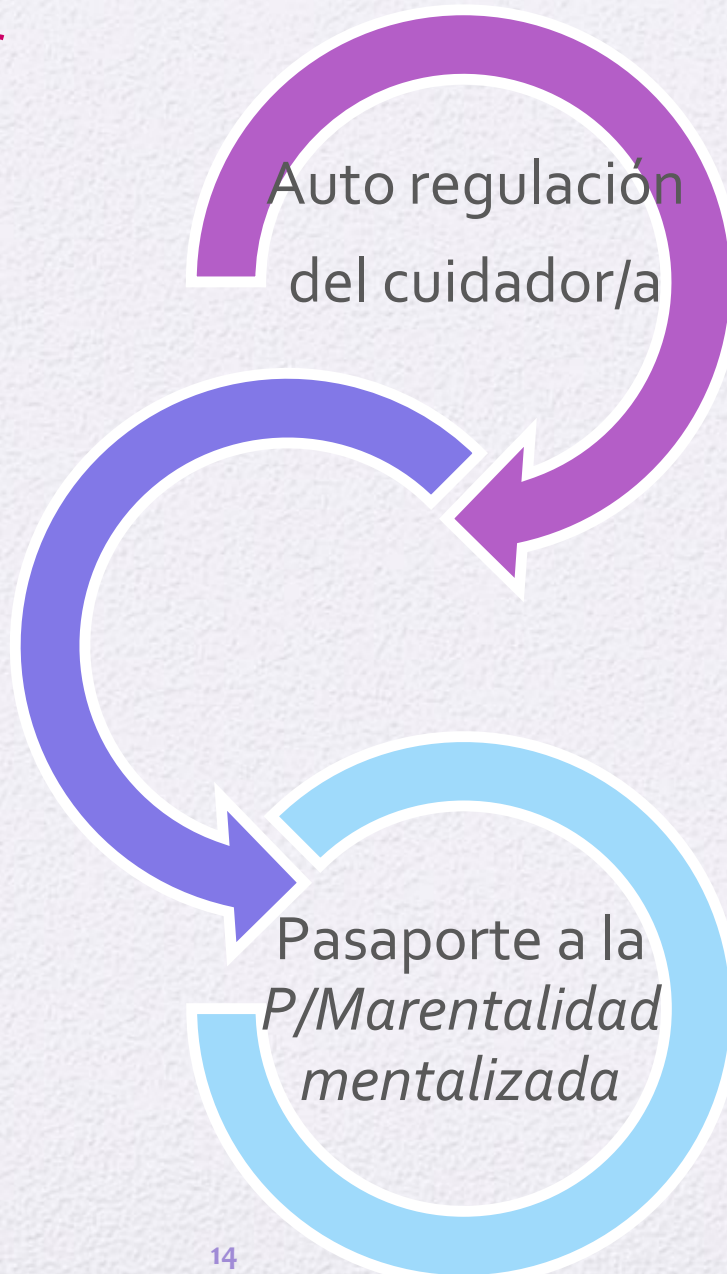 Auto regulación
del cuidador/a
Pasaporte a la
P/Marentalidad
mentalizada
14